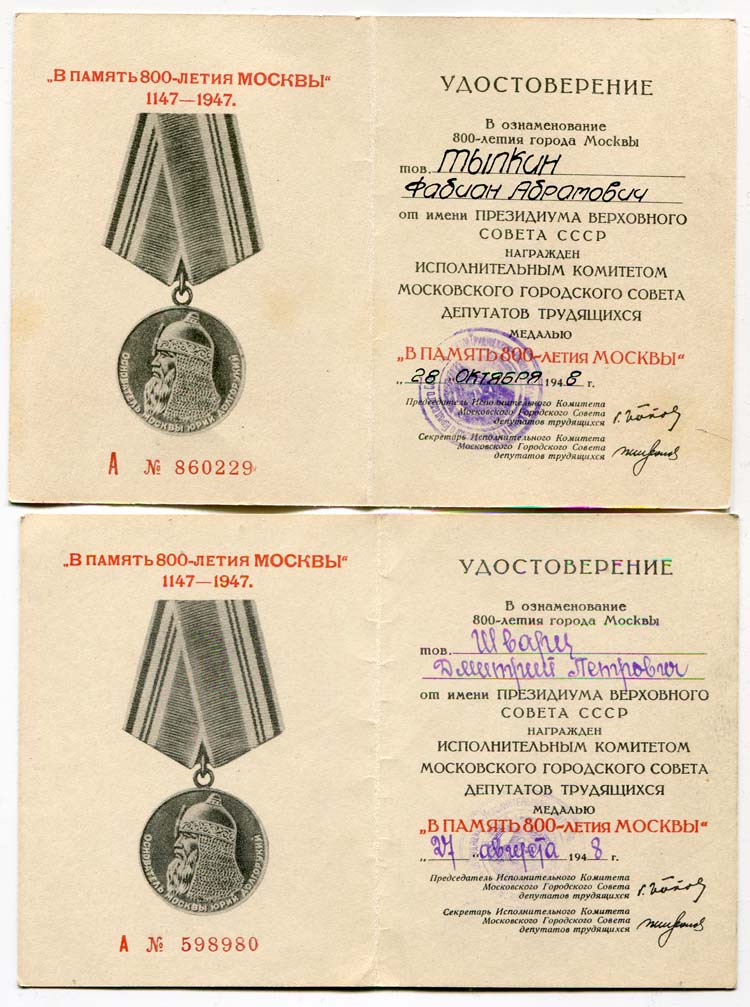 „В ПАМЯТЬ 800-ЛЕТИЯ МОСКВЫ“
1147—1947.
ОСНОВАТЕЛЬ МОСКВЫ ЮРИЙ ДОЛГОРУКИЙ
А № 860229
УДОСТОВЕРЕНИЕ
В ознаменование
800-летия города Москвы
тов. Тылкин
Фабиан Абрамович
от имени ПРЕЗИДИУМА ВЕРХОВНОГО
СОВЕТА СССР
НАГРАЖДЕН
ИСПОЛНИТЕЛЬНЫМ КОМИТЕТОМ
МОСКОВСКОГО ГОРОДСКОГО СОВЕТА
ДЕПУТАТОВ ТРУДЯЩИХСЯ
МЕДАЛЬЮ
„В ПАМЯТЬ 800-ЛЕТИЯ МОСКВЫ“
„28 “ октября 1948 г.
Председатель Исполнительного Комитета
Московского Городского Совета
депутатов трудящихся
Секретарь Исполнительного Комитета
Московского Городского Совета
депутатов трудящихся
„В ПАМЯТЬ 800-ЛЕТИЯ МОСКВЫ“
1147—1947.
ОСНОВАТЕЛЬ МОСКВЫ ЮРИЙ ДОЛГОРУКИЙ
А № 598980
УДОСТОВЕРЕНИЕ
В ознаменование
800-летия города Москвы
тов. Шварц
Дмитрий Петрович
от имени ПРЕЗИДИУМА ВЕРХОВНОГО
СОВЕТА СССР
НАГРАЖДЕН
ИСПОЛНИТЕЛЬНЫМ КОМИТЕТОМ
МОСКОВСКОГО ГОРОДСКОГО СОВЕТА
ДЕПУТАТОВ ТРУДЯЩИХСЯ
МЕДАЛЬЮ
„В ПАМЯТЬ 800-ЛЕТИЯ МОСКВЫ“
„27 “ августа 1948 г.
Председатель Исполнительного Комитета
Московского Городского Совета
депутатов трудящихся
Секретарь Исполнительного Комитета
Московского Городского Совета
депутатов трудящихся